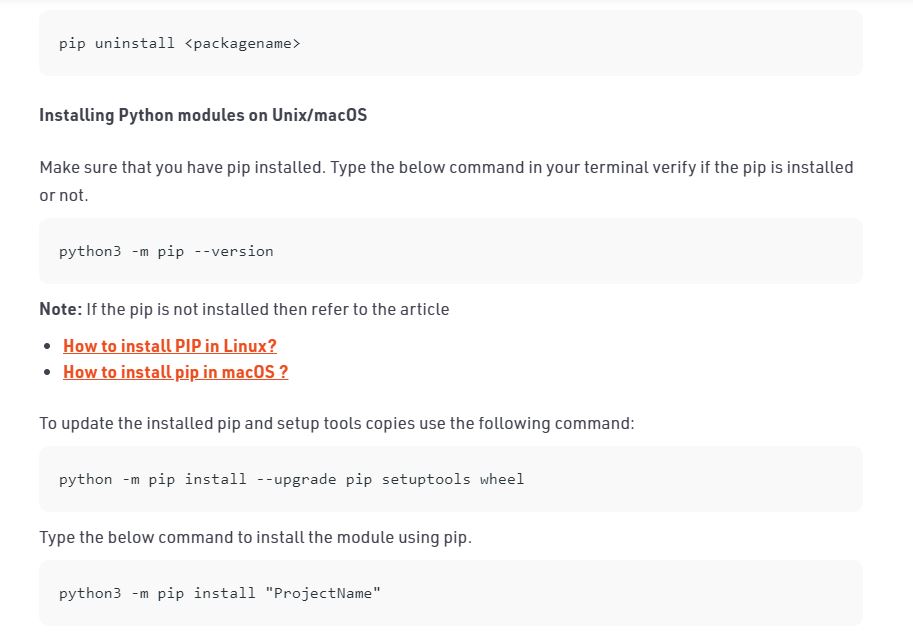 pip uninstall <packagename>
Installing Python modules on Unix/macOS
Make sure that you have pip installed. Type the below command in your terminal verify if the pip is installed
or not.
python3 -m pip --version
Note: If the pip is not installed then refer to the article
• How to install PIP in Linux?
• How to install pip in macOS ?
To update the installed pip and setup tools copies use the following command:
python -m pip install --upgrade pip setuptools wheel
Type the below command to install the module using pip.
python3 -m pip install "ProjectName"